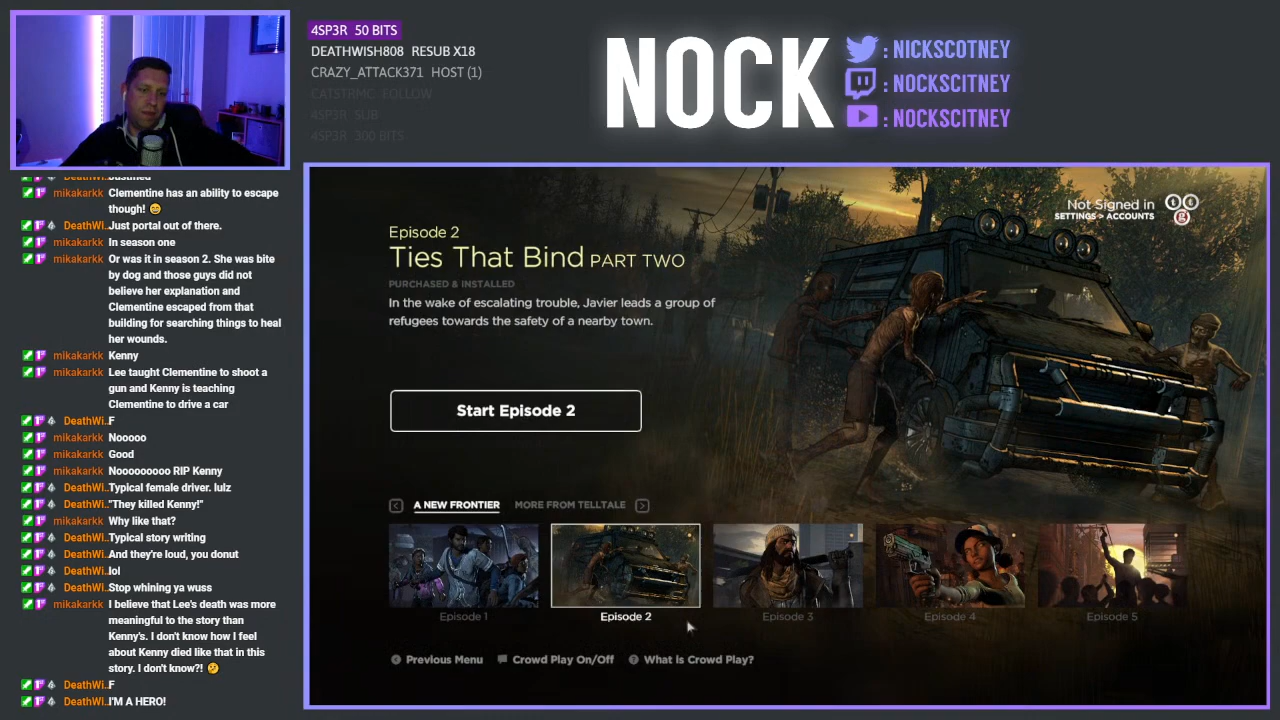 4SP3R 50 BITS
DEATHWISH808 RESUB X18
CRAZY_ATTACK371 HOST (1)
CATSTRMC FOLLOW
4SP3R SUB
4SP3R 300 BITS
NOCK
: NICKSCOTNEY
: NOCKSCITNEY
: NOCKSCITNEY
mikakarkk Clementine has an ability to escape
though!
DeathWi.. Just portal out of there.
mikakarkk In season one
mikakarkk Or was it in season 2. She was bite
by dog and those guys did not
believe her explanation and
Clementine escaped from that
building for searching things to heal
her wounds.
mikakarkk Kenny
mikakarkk Lee taught Clementine to shoot a
gun and Kenny is teaching
Clementine to drive a car
DeathWi.. F
mikakarkk Nooooo
mikakarkk Good
mikakarkk Nooooooooo RIP Kenny
DeathWi.. Typical female driver. lulz
DeathWi.. "They killed Kenny!"
mikakarkk Why like that?
DeathWi.. Typical story writing
DeathWi.. And they're loud, you donut
DeathWi.. lol
DeathWi.. Stop whining ya wuss
mikakarkk I believe that Lee's death was more
meaningful to the story than
Kenny's. I don't know how I feel
about Kenny died like that in this
story. I don't know?!
DeathWi.. F
DeathWi.. I'M A HERO!
Not Signed in
SETTINGS > ACCOUNTS
Episode 2
Ties That Bind PART TWO
PURCHASED & INSTALLED
In the wake of escalating trouble, Javier leads a group of
refugees towards the safety of a nearby town.
Start Episode 2
A NEW FRONTIER MORE FROM TELLTALE
Episode 1 Episode 2 Episode 3 Episode 4 Episode 5
Previous Menu Crowd Play On/Off What Is Crowd Play?